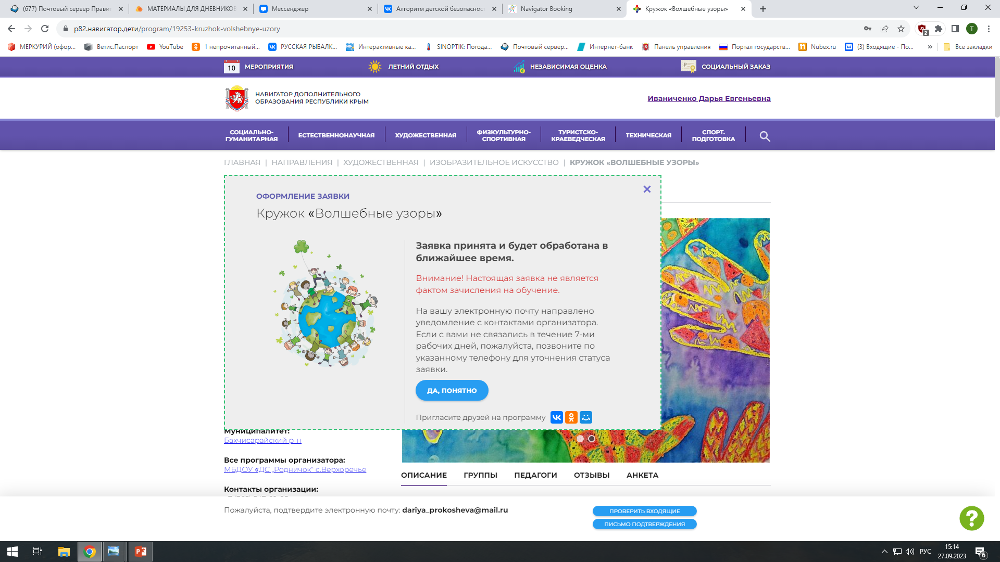 (677) Почтовый сервер Правит
МАТЕРИАЛЫ ДЛЯ ДНЕВНИКОВ
Мессенджер
Алгоритм детской безопасност
Navigator Booking
Кружок «Волшебные узоры»
p82.навигатор.дети/program/19253-kruzhok-volshebnye-uzory
2
T
МЕРКУРИЙ (офор...
Ветис.Паспорт
YouTube
1 непрочитанный...
РУССКАЯ РЫБАЛК...
Интерактивные ка...
SINOPTIK: Погода...
Почтовый сервер...
Интернет-банк
Панель управления
Портал государств...
Nubex.ru
(3) Входящие - По...
»
Все закладки
10
МЕРОПРИЯТИЯ
ЛЕТНИЙ ОТДЫХ
НЕЗАВИСИМАЯ ОЦЕНКА
СОЦИАЛЬНЫЙ ЗАКАЗ
НАВИГАТОР ДОПОЛНИТЕЛЬНОГО
ОБРАЗОВАНИЯ РЕСПУБЛИКИ КРЫМ
Иваниченко Дарья Евгеньевна
СОЦИАЛЬНО-
ГУМАНИТАРНАЯ
ЕСТЕСТВЕННОНАУЧНАЯ
ХУДОЖЕСТВЕННАЯ
ФИЗКУЛЬТУРНО-
СПОРТИВНАЯ
ТУРИСТСКО-
КРАЕВЕДЧЕСКАЯ
ТЕХНИЧЕСКАЯ
СПОРТ.
ПОДГОТОВКА
ГЛАВНАЯ | НАПРАВЛЕНИЯ | ХУДОЖЕСТВЕННАЯ | ИЗОБРАЗИТЕЛЬНОЕ ИСКУССТВО | КРУЖОК «ВОЛШЕБНЫЕ УЗОРЫ»
ОФОРМЛЕНИЕ ЗАЯВКИ
Кружок «Волшебные узоры»
Заявка принята и будет обработана в
ближайшее время.
Внимание! Настоящая заявка не является
фактом зачисления на обучение.
На вашу электронную почту направлено
уведомление с контактами организатора.
Если с вами не связались в течение 7-ми
рабочих дней, пожалуйста, позвоните по
указанному телефону для уточнения статуса
заявки.
ДА, ПОНЯТНО
Пригласите друзей на программу
Муниципалитет:
Бахчисарайский р-н
Все программы организатора:
МБДОУ «ДС „Родничок“ с.Верхоречье
Контакты организации:
ОПИСАНИЕ
ГРУППЫ
ПЕДАГОГИ
ОТЗЫВЫ
АНКЕТА
Пожалуйста, подтвердите электронную почту: dariya_prokosheva@mail.ru
ПРОВЕРИТЬ ВХОДЯЩИЕ
ПИСЬМО ПОДТВЕРЖДЕНИЯ
?
РУС
15:14
27.09.2023
6